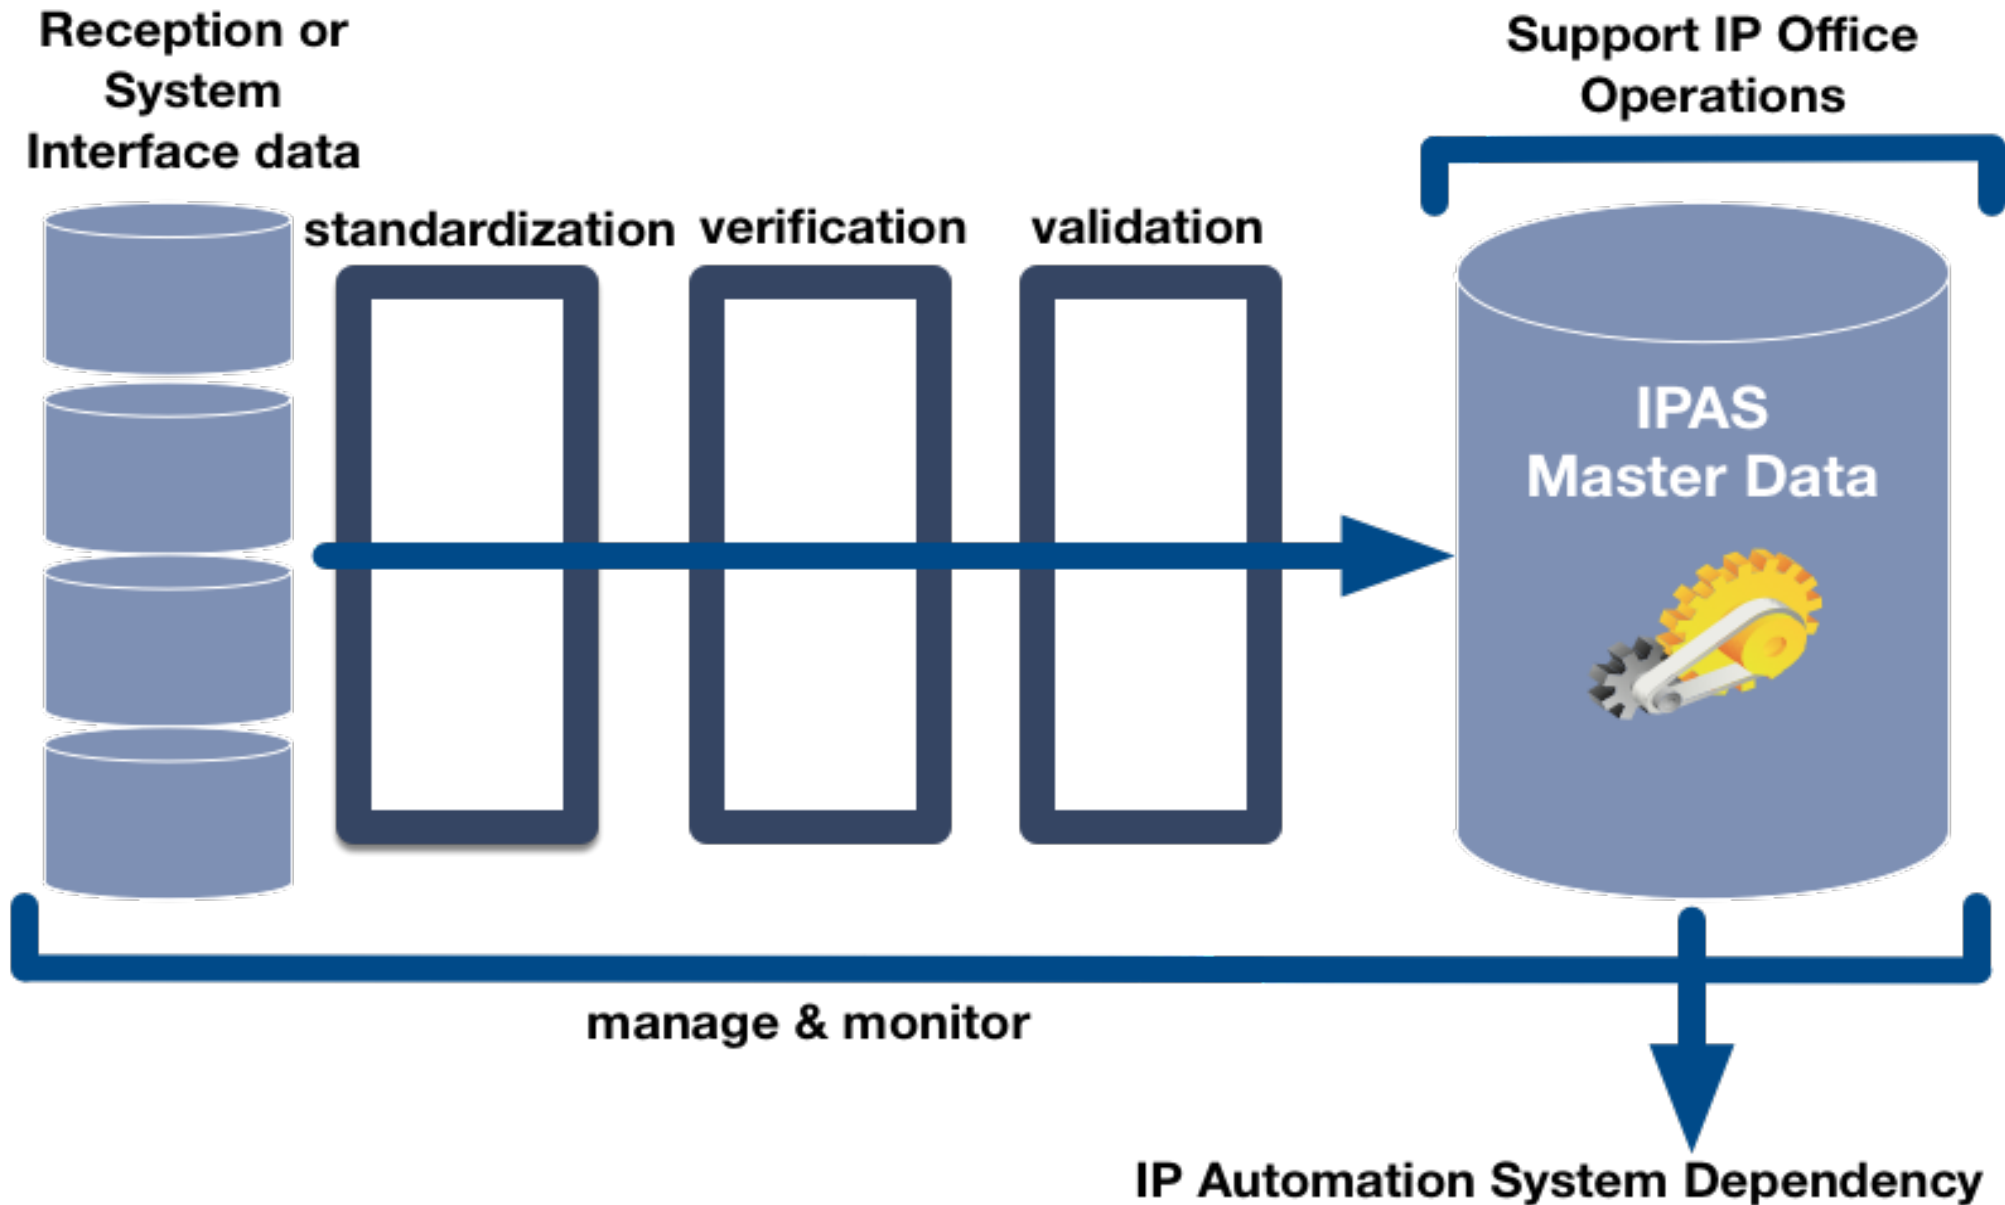 Reception or
System
Interface data
Support IP Office
Operations
standardization
verification
validation
IPAS
Master Data
manage & monitor
IP Automation System Dependency